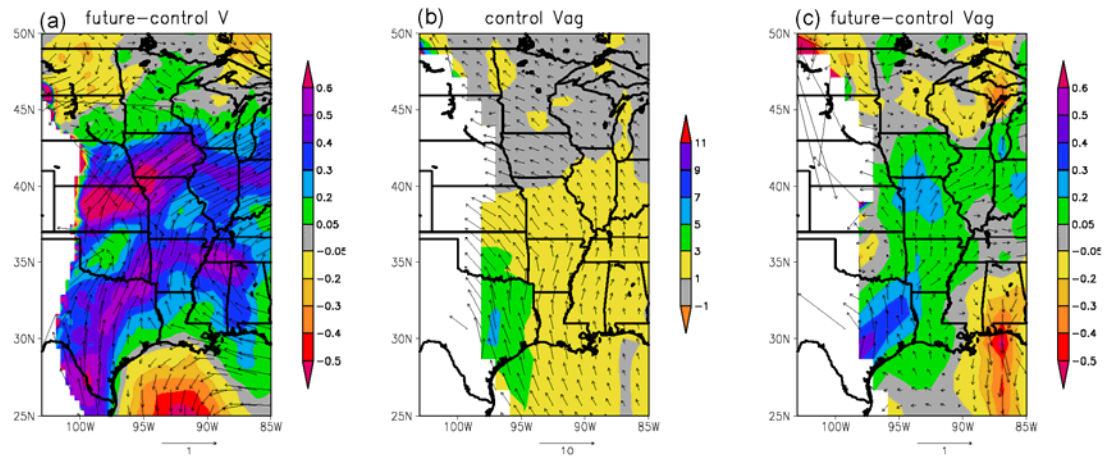 (a) future-control V
50N
45N
40N
35N
30N
25N
100W 95W 90W 85W
1
0.6
0.5
0.4
0.3
0.2
0.05
-0.05
-0.2
-0.3
-0.4
-0.5
(b) control Vag
50N
45N
40N
35N
30N
25N
100W 95W 90W 85W
10
11
9
7
5
3
1
-1
(c) future-control Vag
50N
45N
40N
35N
30N
25N
100W 95W 90W 85W
1
0.6
0.5
0.4
0.3
0.2
0.05
-0.05
-0.2
-0.3
-0.4
-0.5